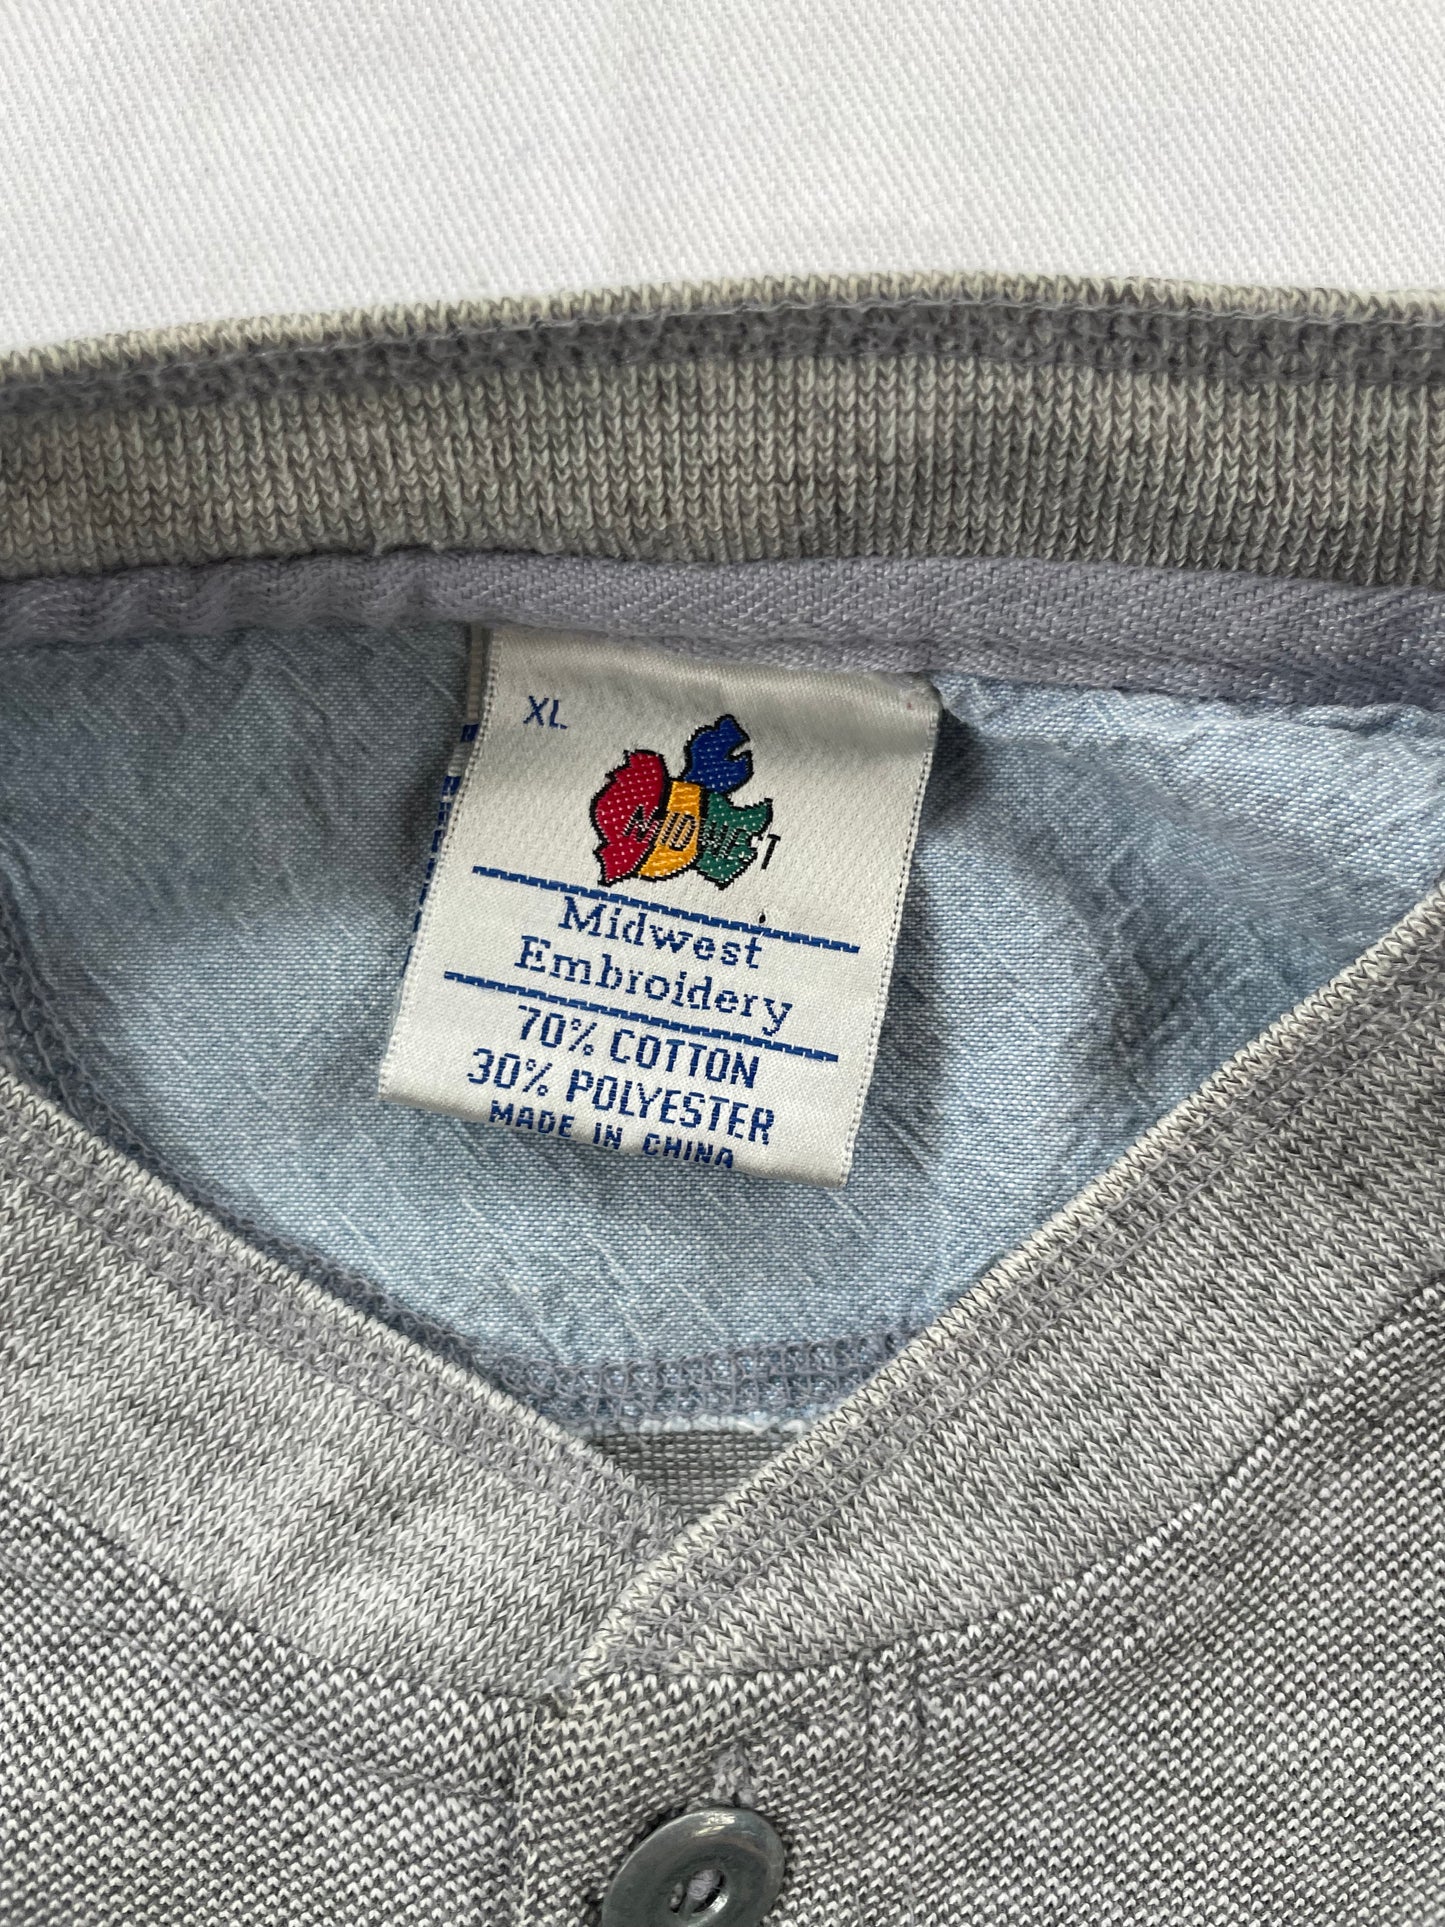 XL
MIDWEST
Midwest
Embroidery
70% COTTON
30% POLYESTER
MADE IN CHINA